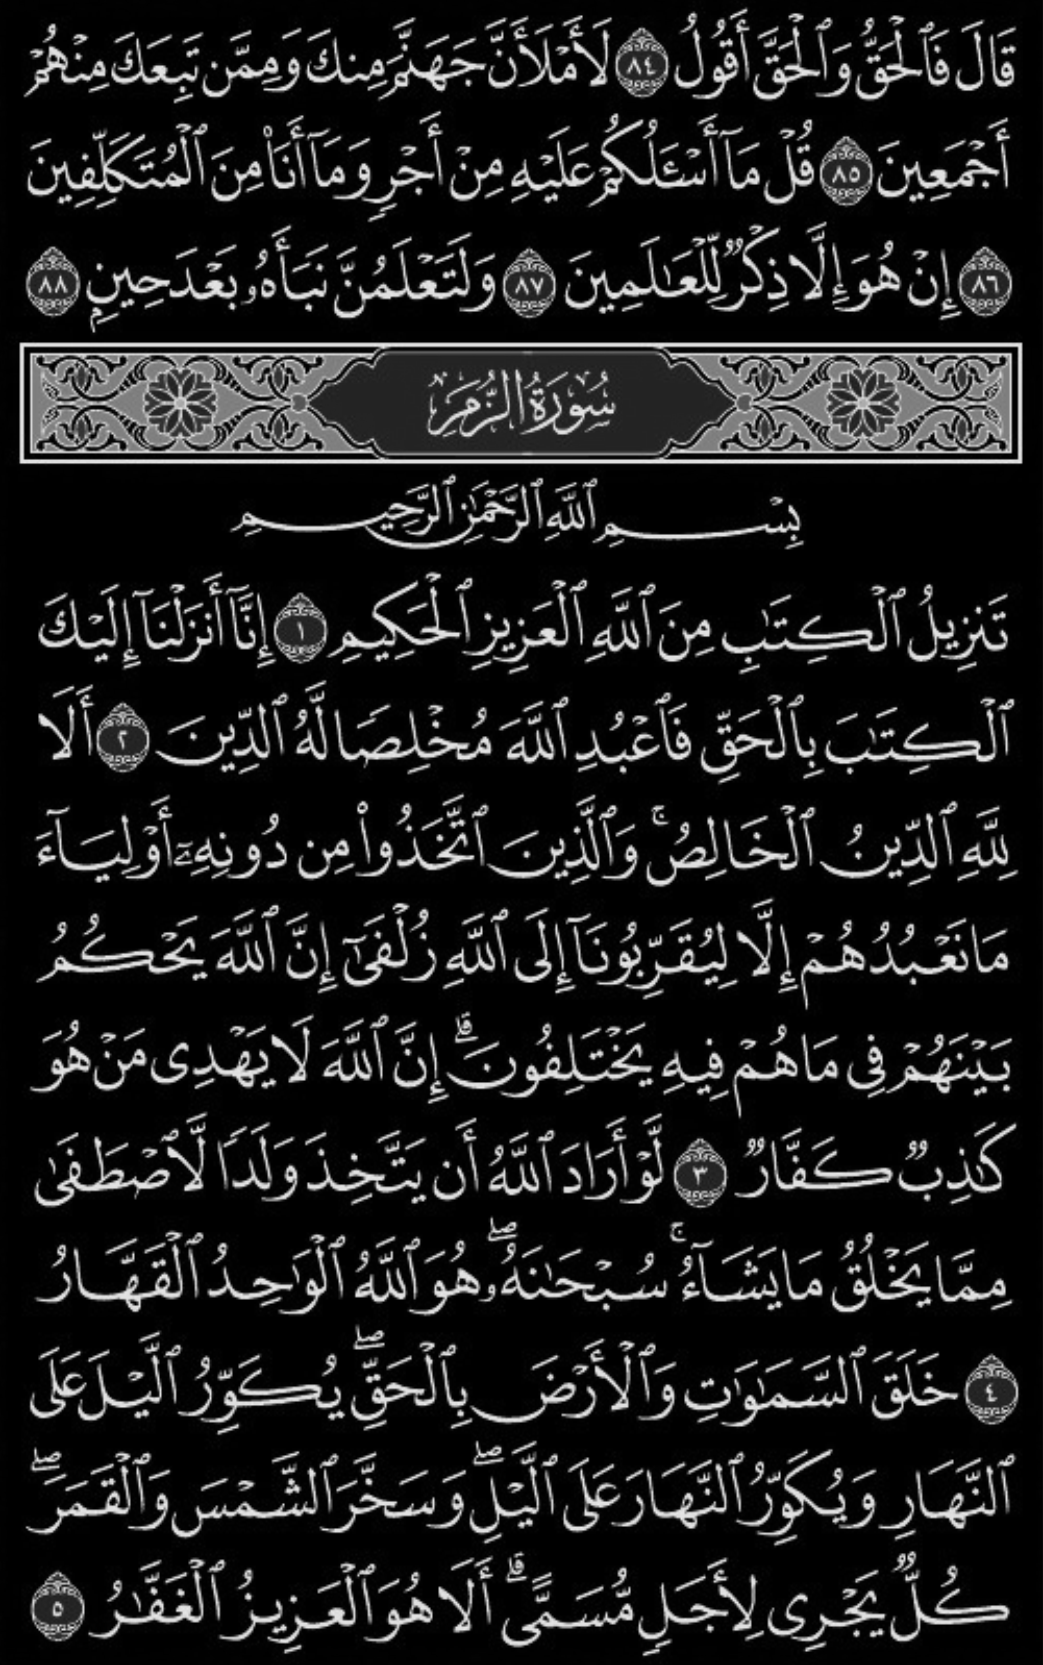 قَالَ فَٱلْحَقُّ وَٱلْحَقَّ أَقُولُ ٨٤ لَأَمْلَأَنَّ جَهَنَّمَ مِنكَ وَمِمَّن تَبِعَكَ مِنْهُمْ
أَجْمَعِينَ ٨٥ قُلْ مَآ أَسْـَٔلُكُمْ عَلَيْهِ مِنْ أَجْرٍ وَمَآ أَنَا۠ مِنَ ٱلْمُتَكَلِّفِينَ
٨٦ إِنْ هُوَ إِلَّا ذِكْرٌ لِّلْعَـٰلَمِينَ ٨٧ وَلَتَعْلَمُنَّ نَبَأَهُۥ بَعْدَ حِينٍۭ ٨٨
سُورَةُ الزُّمَرِ
بِسْمِ ٱللَّهِ ٱلرَّحْمَـٰنِ ٱلرَّحِيمِ
تَنزِيلُ ٱلْكِتَـٰبِ مِنَ ٱللَّهِ ٱلْعَزِيزِ ٱلْحَكِيمِ ١ إِنَّآ أَنزَلْنَآ إِلَيْكَ
ٱلْكِتَـٰبَ بِٱلْحَقِّ فَٱعْبُدِ ٱللَّهَ مُخْلِصًا لَّهُ ٱلدِّينَ ٢ أَلَا
لِلَّهِ ٱلدِّينُ ٱلْخَالِصُ ۚ وَٱلَّذِينَ ٱتَّخَذُوا۟ مِن دُونِهِۦٓ أَوْلِيَآءَ
مَا نَعْبُدُهُمْ إِلَّا لِيُقَرِّبُونَآ إِلَى ٱللَّهِ زُلْفَىٰٓ إِنَّ ٱللَّهَ يَحْكُمُ
بَيْنَهُمْ فِى مَا هُمْ فِيهِ يَخْتَلِفُونَ ۗ إِنَّ ٱللَّهَ لَا يَهْدِى مَنْ هُوَ
كَـٰذِبٌ كَفَّارٌ ٣ لَّوْ أَرَادَ ٱللَّهُ أَن يَتَّخِذَ وَلَدًا لَّٱصْطَفَىٰ
مِمَّا يَخْلُقُ مَا يَشَآءُ ۚ سُبْحَـٰنَهُۥ ۖ هُوَ ٱللَّهُ ٱلْوَٰحِدُ ٱلْقَهَّارُ
٤ خَلَقَ ٱلسَّمَـٰوَٰتِ وَٱلْأَرْضَ بِٱلْحَقِّ ۖ يُكَوِّرُ ٱلَّيْلَ عَلَى
ٱلنَّهَارِ وَيُكَوِّرُ ٱلنَّهَارَ عَلَى ٱلَّيْلِ ۖ وَسَخَّرَ ٱلشَّمْسَ وَٱلْقَمَرَ ۖ
كُلٌّ يَجْرِى لِأَجَلٍ مُّسَمًّى ۗ أَلَا هُوَ ٱلْعَزِيزُ ٱلْغَفَّـٰرُ ٥